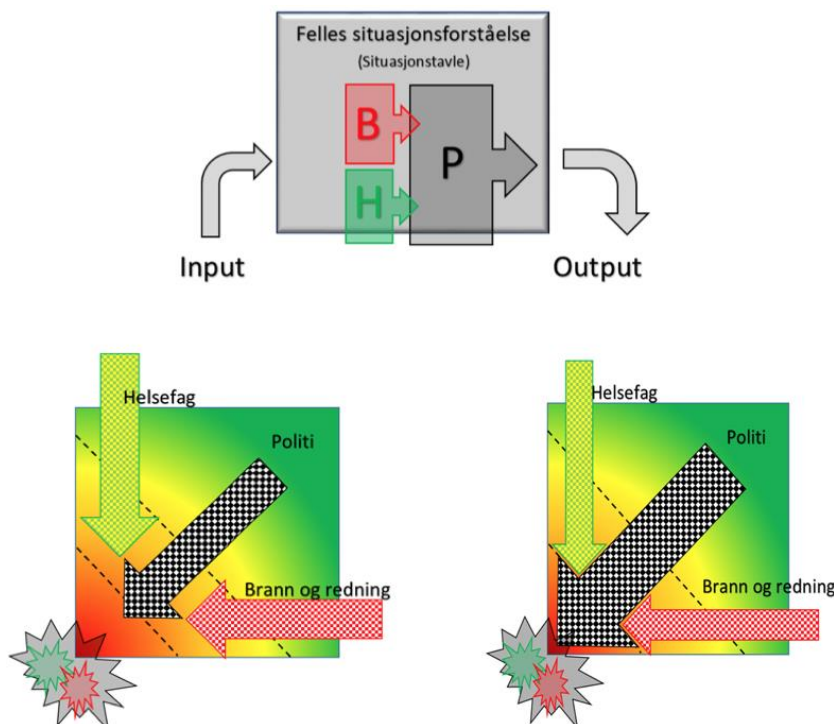 Felles situasjonsforståelse
(Situasjonstavle)
B
P
H
Input
Output
Helsefag
Politi
Brann og redning
Helsefag
Politi
Brann og redning